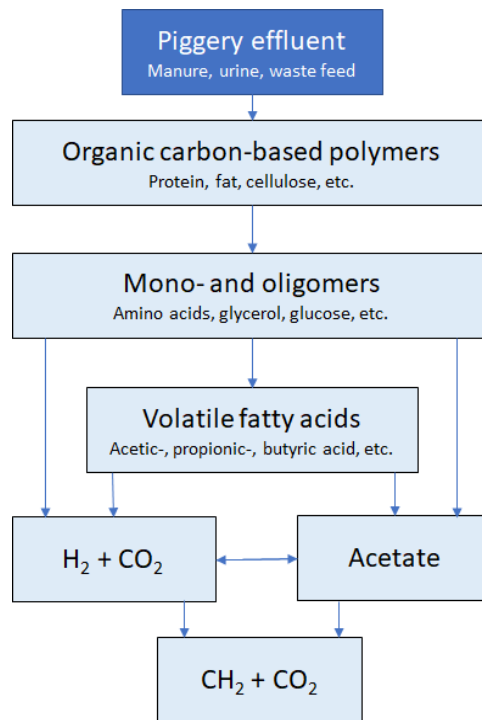 Piggery effluent
Manure, urine, waste feed
Organic carbon-based polymers
Protein, fat, cellulose, etc.
Mono- and oligomers
Amino acids, glycerol, glucose, etc.
Volatile fatty acids
Acetic-, propionic-, butyric acid, etc.
H₂ + CO₂
Acetate
CH₂ + CO₂